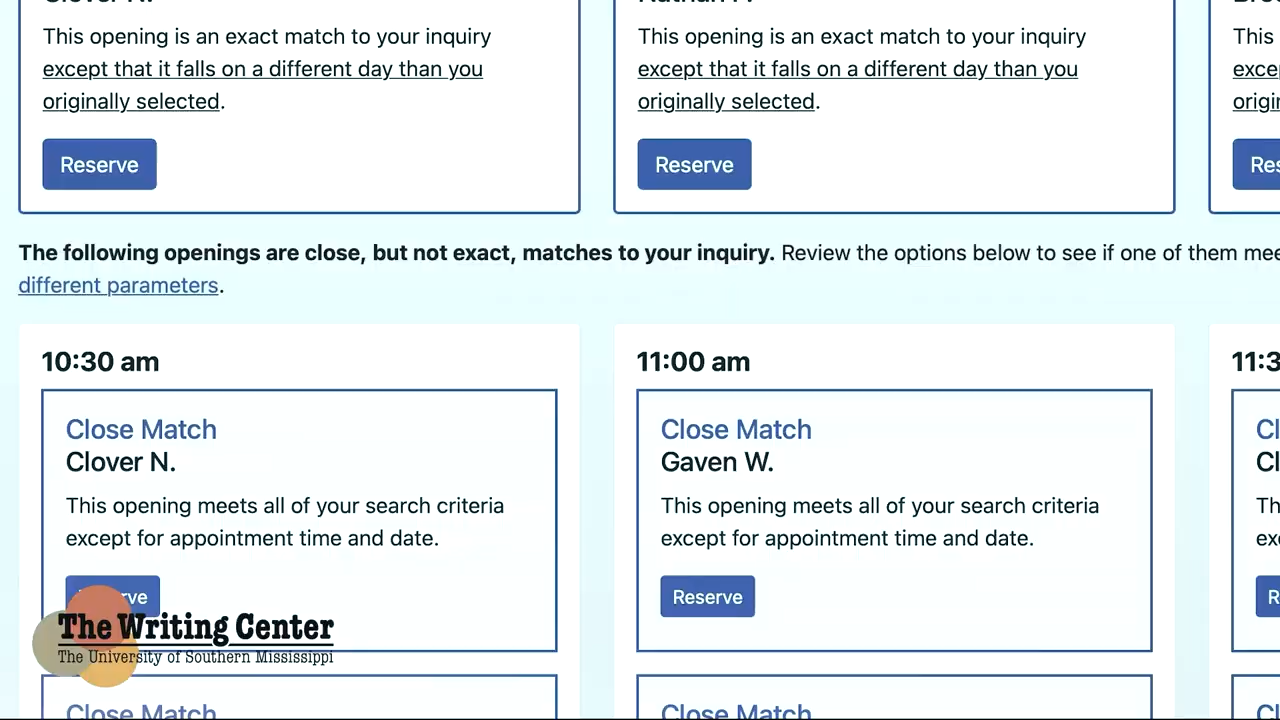 This opening is an exact match to your inquiry
except that it falls on a different day than you
originally selected.
Reserve
This opening is an exact match to your inquiry
except that it falls on a different day than you
originally selected.
Reserve
This
The following openings are close, but not exact, matches to your inquiry. Review the options below to see if one of them
different parameters.
10:30 am
Close Match
Clover N.
This opening meets all of your search criteria
except for appointment time and date.
11:00 am
Close Match
Gaven W.
This opening meets all of your search criteria
except for appointment time and date.
Reserve
The Writing Center
The University of Southern Mississippi
Close Match
Close Match